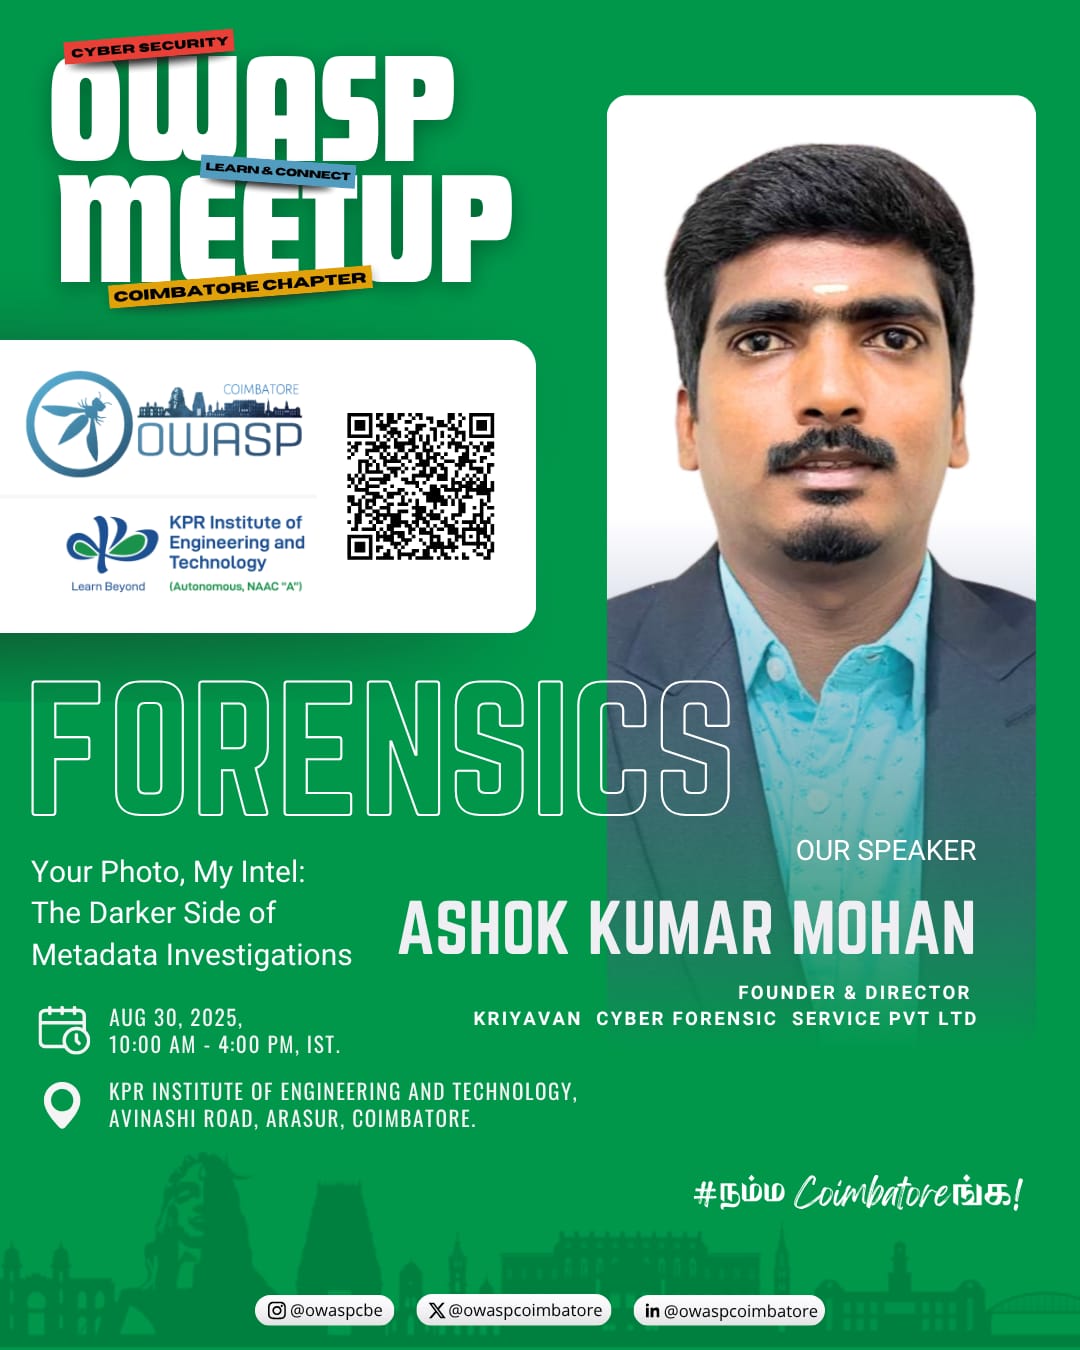 CYBER SECURITY
OWASP
LEARN & CONNECT
MEETUP
COIMBATORE CHAPTER
COIMBATORE
OWASP
KPR Institute of
Engineering and
Technology
Learn Beyond
(Autonomous, NAAC "A")
FORENSICS
Your Photo, My Intel:
The Darker Side of
Metadata Investigations
OUR SPEAKER
ASHOK KUMAR MOHAN
FOUNDER & DIRECTOR
KRIYAVAN CYBER FORENSIC SERVICE PVT LTD
AUG 30, 2025,
10:00 AM - 4:00 PM, IST.
KPR INSTITUTE OF ENGINEERING AND TECHNOLOGY,
AVINASHI ROAD, ARASUR, COIMBATORE.
#நம்ம Coimbatoreங்க!
@owaspcbe
@owaspcoimbatore
@owaspcoimbatore